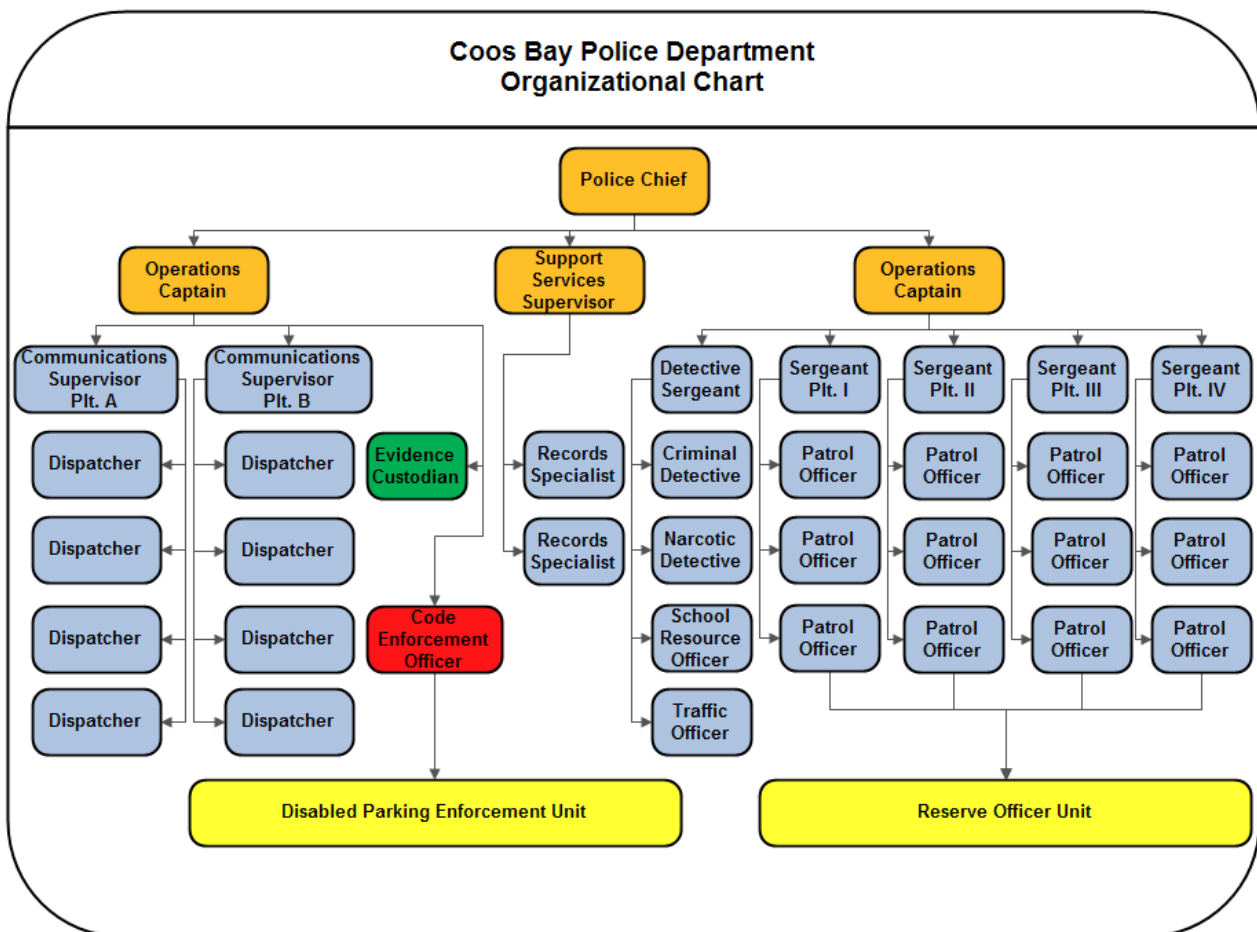 Coos Bay Police Department
Organizational Chart
Police Chief
Operations
Captain
Support
Services
Supervisor
Operations
Captain
Communications
Supervisor
Plt. A
Communications
Supervisor
Plt. B
Detective
Sergeant
Sergeant
Plt. I
Sergeant
Plt. II
Sergeant
Plt. III
Sergeant
Plt. IV
Dispatcher
Dispatcher
Evidence
Custodian
Records
Specialist
Criminal
Detective
Patrol
Officer
Patrol
Officer
Patrol
Officer
Patrol
Officer
Dispatcher
Dispatcher
Records
Specialist
Narcotic
Detective
Patrol
Officer
Patrol
Officer
Patrol
Officer
Patrol
Officer
Dispatcher
Dispatcher
Code
Enforcement
Officer
School
Resource
Officer
Patrol
Officer
Patrol
Officer
Patrol
Officer
Patrol
Officer
Dispatcher
Dispatcher
Traffic
Officer
Disabled Parking Enforcement Unit
Reserve Officer Unit